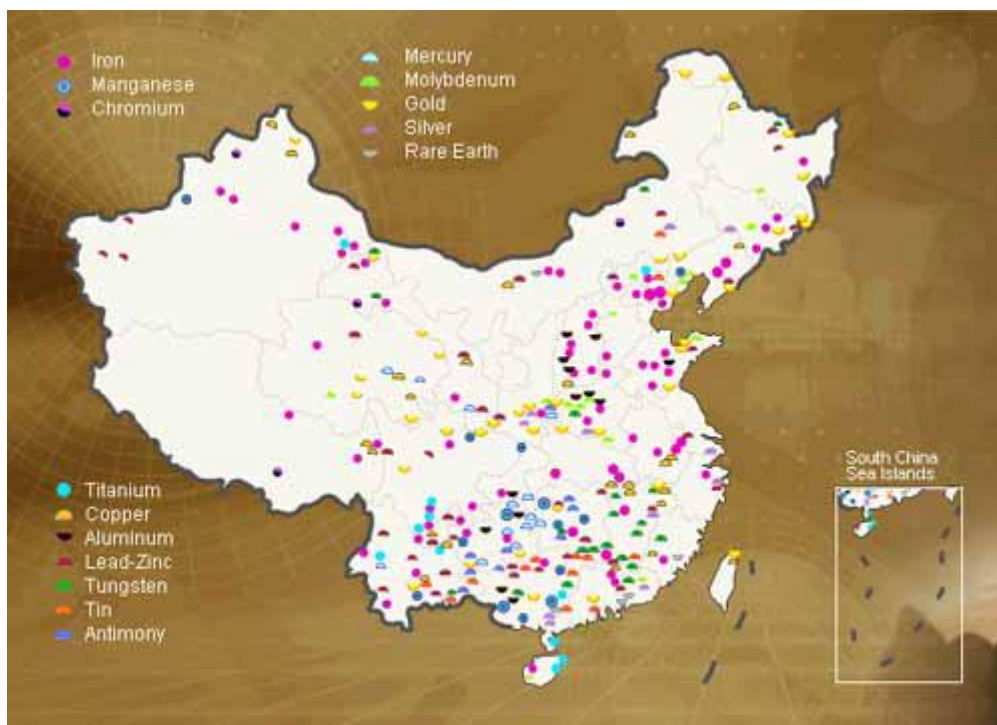 Iron
Manganese
Chromium
Mercury
Molybdenum
Gold
Silver
Rare Earth
Titanium
Copper
Aluminum
Lead-Zinc
Tungsten
Tin
Antimony
South China
Sea Islands